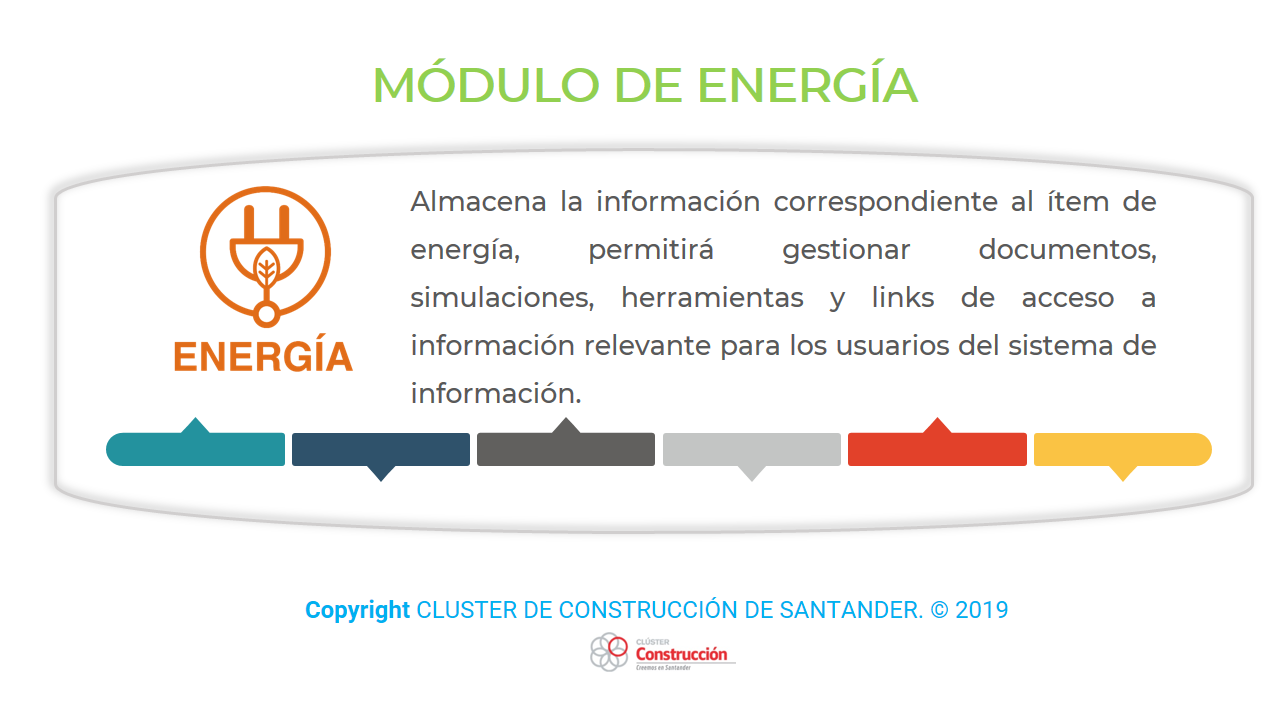 MÓDULO DE ENERGÍA
Almacena la información correspondiente al ítem de
energía, permitirá gestionar documentos,
simulaciones, herramientas y links de acceso a
información relevante para los usuarios del sistema de
información.
ENERGÍA
Copyright CLUSTER DE CONSTRUCCIÓN DE SANTANDER. © 2019
CLÚSTER
Construcción
Creemos en Santander